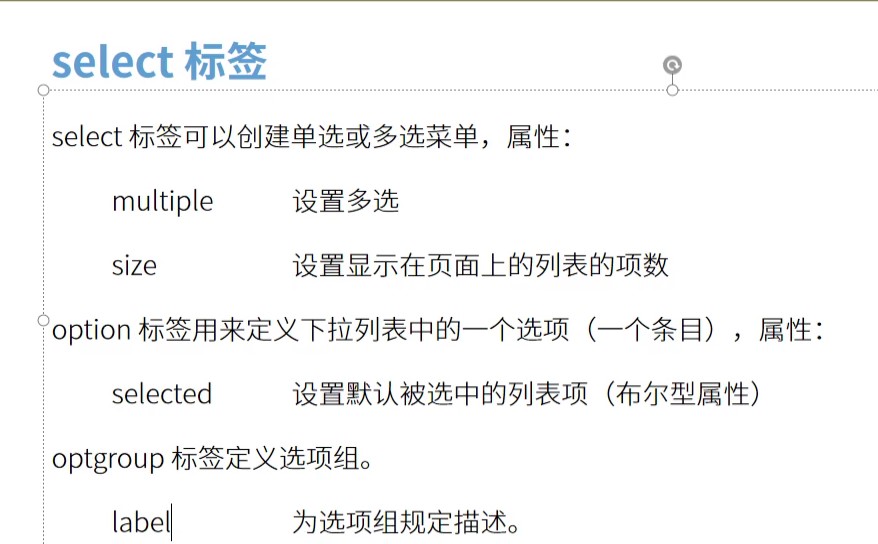 select 标签
select 标签可以创建单选或多选菜单，属性：
multiple 设置多选
size 设置显示在页面上的列表的项数
option 标签用来定义下拉列表中的一个选项（一个条目），属性：
selected 设置默认被选中的列表项（布尔型属性）
optgroup 标签定义选项组。
label 为选项组规定描述。